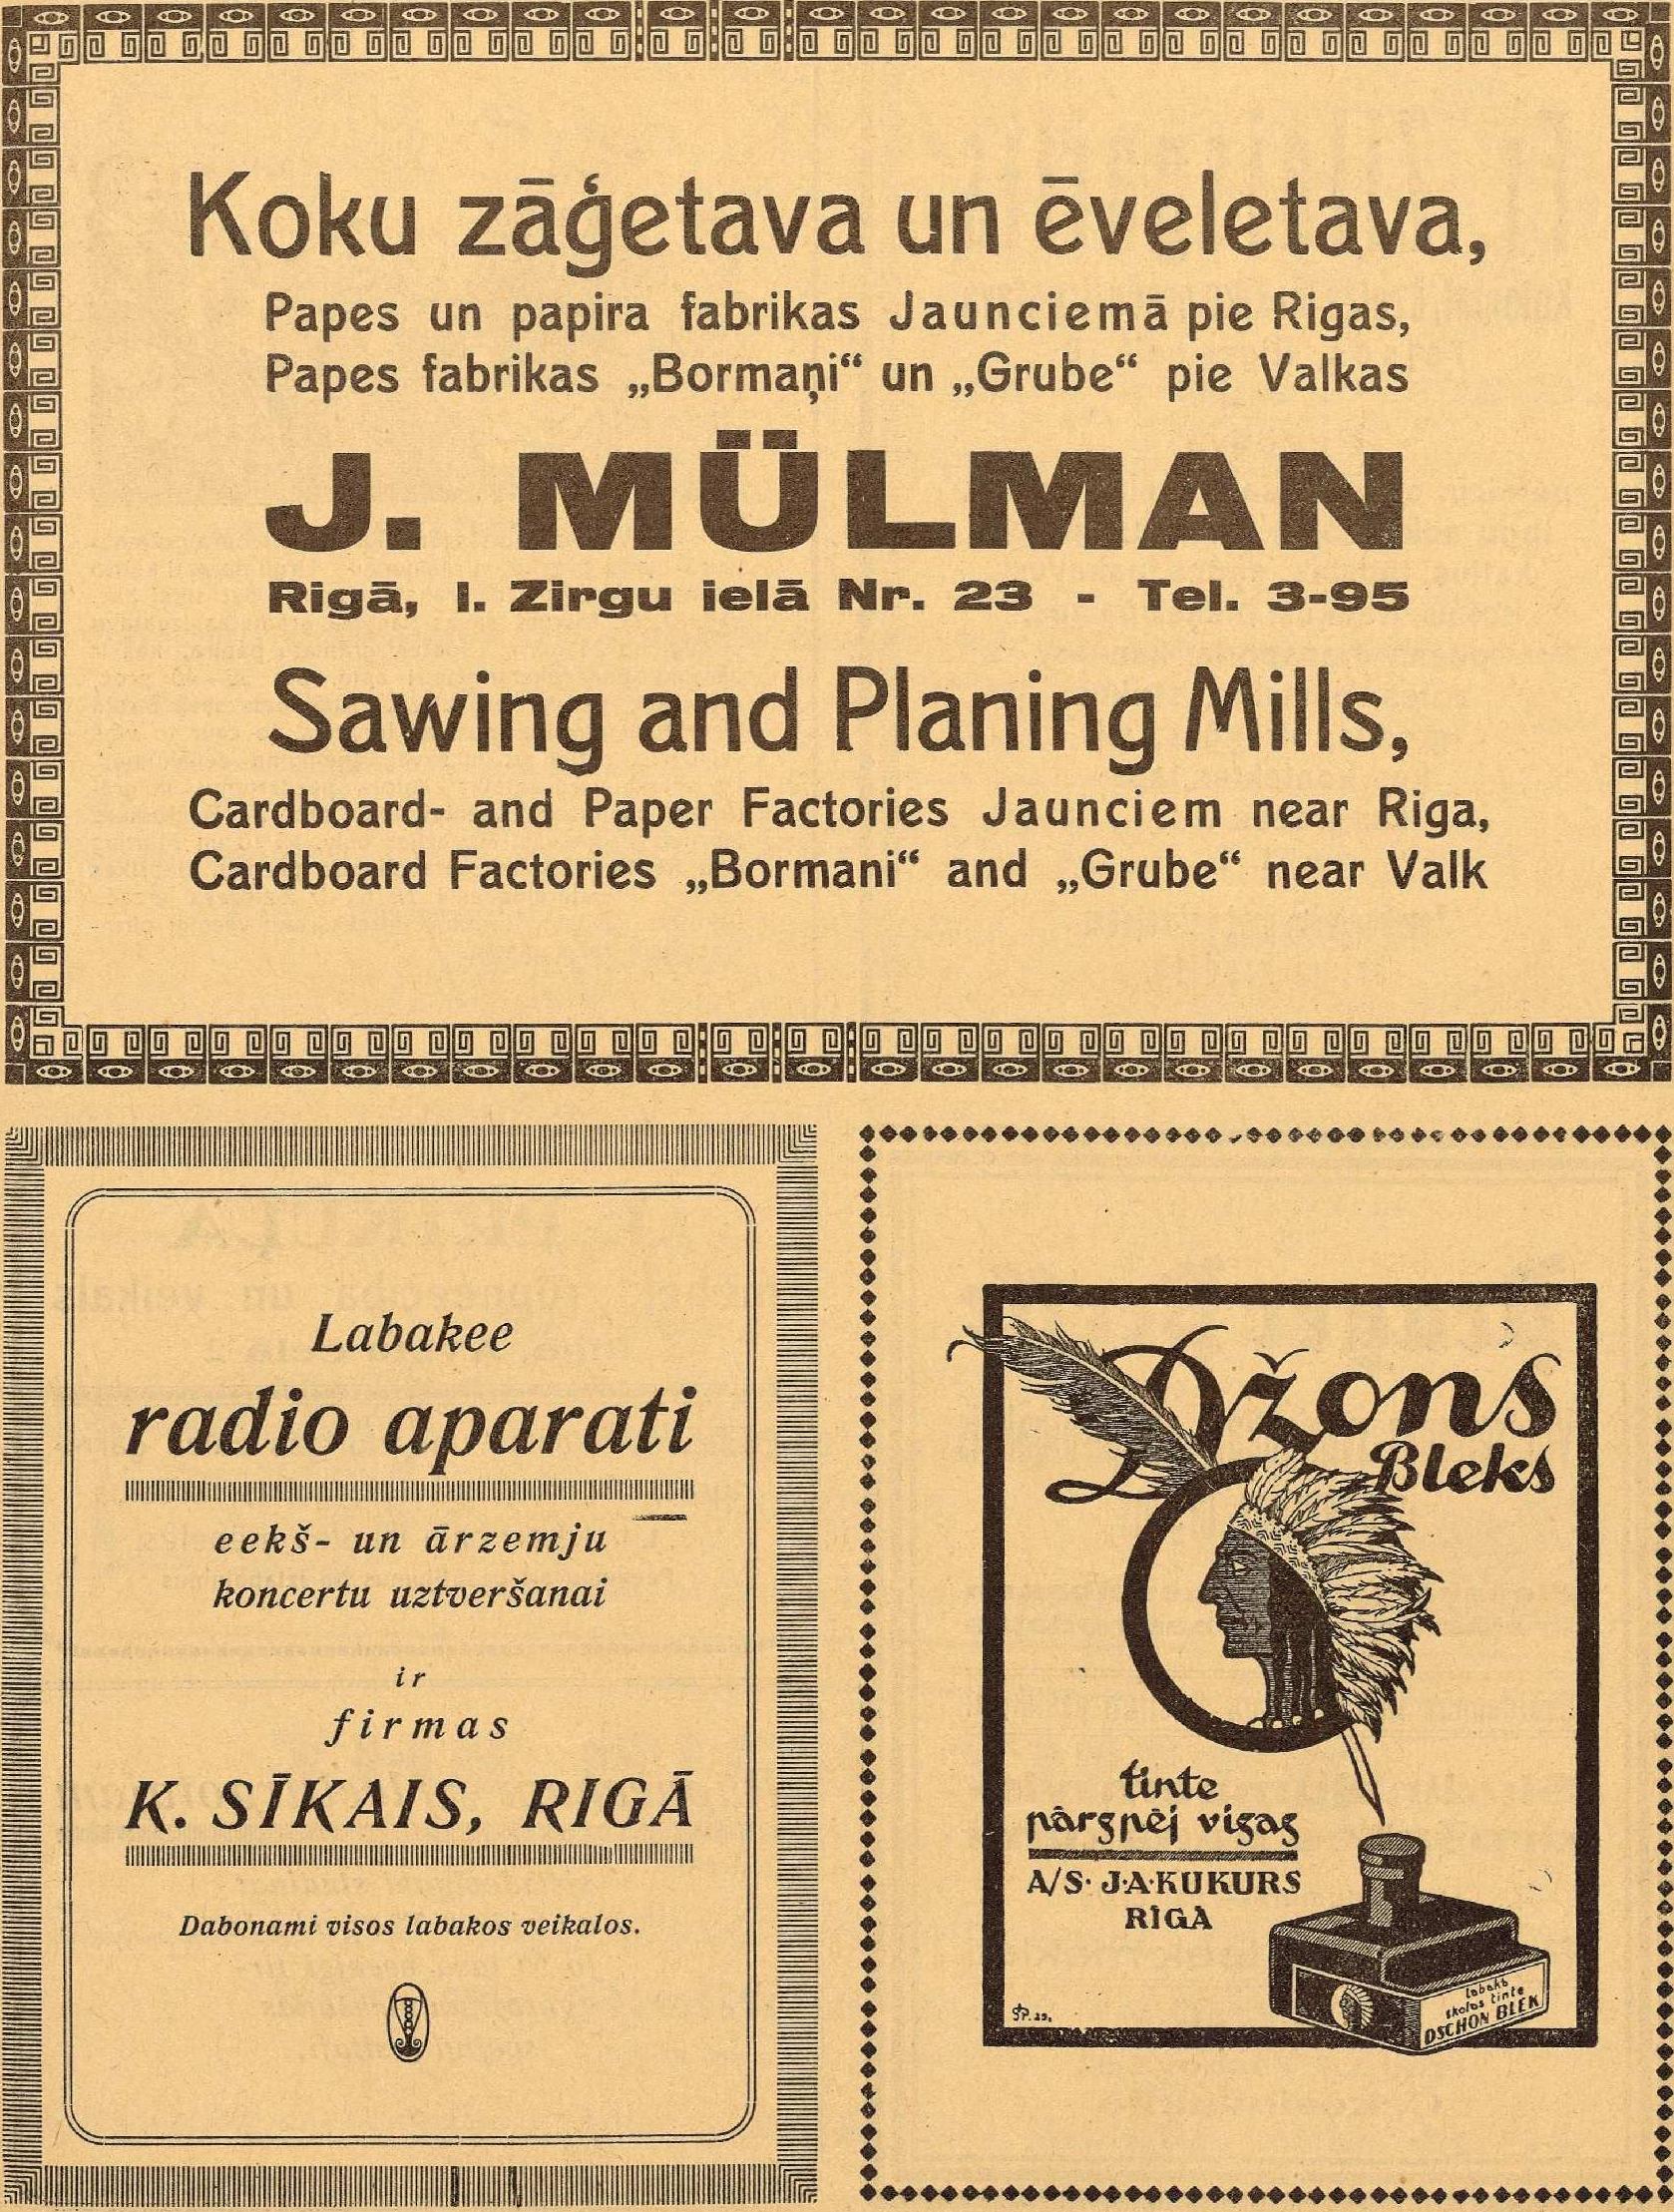 Koku zāģetava un ēveletava,
Papes un papira fabrikas Jaunciemā pie Rigas,
Papes fabrikas „Bormaņi“ un „Grube“ pie Valkas
J. MÜLMAN
Rigā, l. Zirgu ielā Nr. 23 - Tel. 3-95
Sawing and Planing Mills,
Cardboard- and Paper Factories Jaunciem near Riga,
Cardboard Factories „Bormani“ and „Grube“ near Valk
Labakee
radio aparati
eekš- un ārzemju
koncertu uztveršanai
ir
firmas
K. SĪKAIS, RIGĀ
Dabonami visos labakos veikalos.
Džons
Bleks
tinte
pārspēj visas
A/S. J.A.KUKURS
RĪGĀ
labakā
skolas tinte
DSCHON BLEK